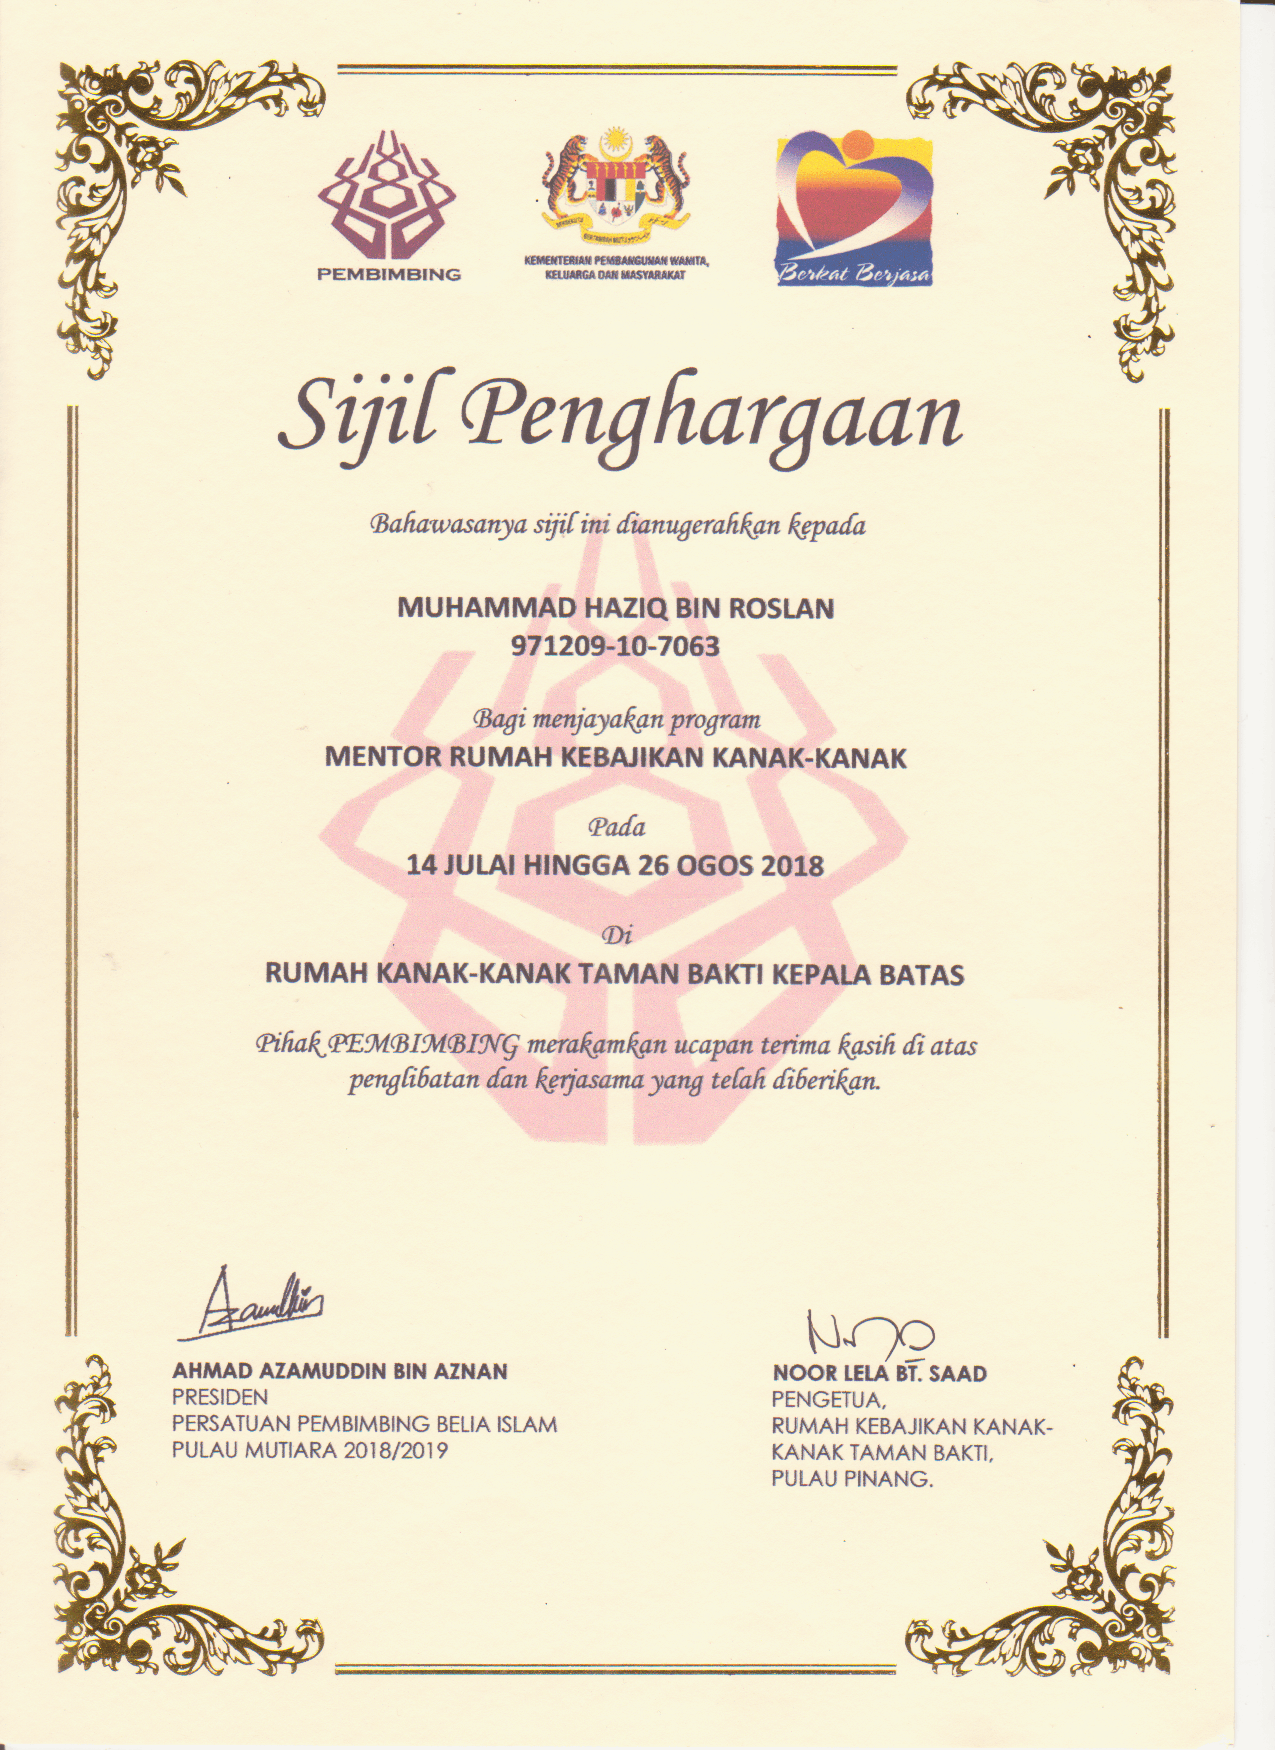 PEMBIMBING
KEMENTERIAN PEMBANGUNAN WANITA,
KELUARGA DAN MASYARAKAT
Berkat Berjasa
Sijil Penghargaan
Bahawasanya sijil ini dianugerahkan kepada
MUHAMMAD HAZIQ BIN ROSLAN
971209-10-7063
Bagi menjayakan program
MENTOR RUMAH KEBAJIKAN KANAK-KANAK
Pada
14 JULAI HINGGA 26 OGOS 2018
Di
RUMAH KANAK-KANAK TAMAN BAKTI KEPALA BATAS
Pihak PEMBIMBING merakamkan ucapan terima kasih di atas
penglibatan dan kerjasama yang telah diberikan.
AHMAD AZAMUDDIN BIN AZNAN
PRESIDEN
PERSATUAN PEMBIMBING BELIA ISLAM
PULAU MUTIARA 2018/2019
NOOR LELA BT. SAAD
PENGETUA,
RUMAH KEBAJIKAN KANAK-
KANAK TAMAN BAKTI,
PULAU PINANG.